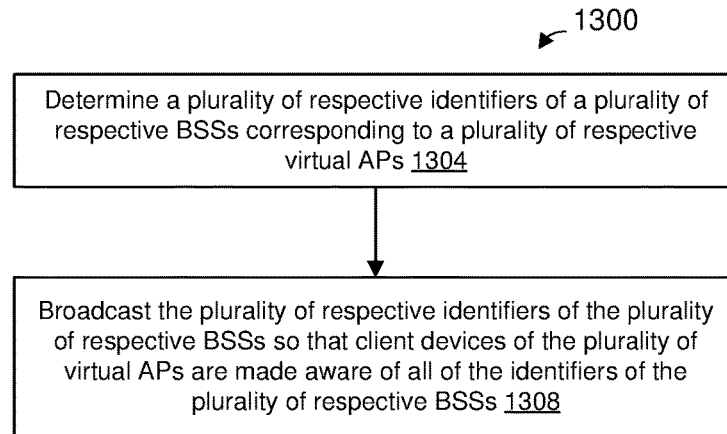 1300
Determine a plurality of respective identifiers of a plurality of
respective BSSs corresponding to a plurality of respective
virtual APs 1304
Broadcast the plurality of respective identifiers of the plurality
of respective BSSs so that client devices of the plurality of
virtual APs are made aware of all of the identifiers of the
plurality of respective BSSs 1308